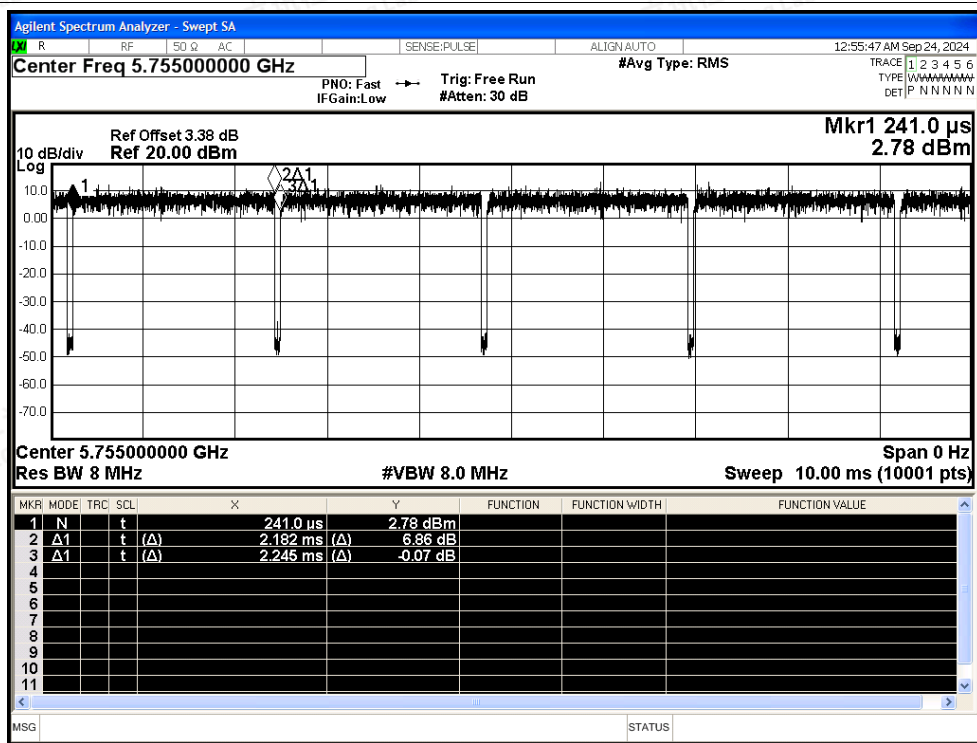 Agilent Spectrum Analyzer - Swept SA
LXI R RF 50 Ω AC SENSE:PULSE ALIGN AUTO 12:55:47 AM Sep 24, 2024
Center Freq 5.755000000 GHz #Avg Type: RMS TRACE 1 2 3 4 5 6
PNO: Fast Trig: Free Run TYPE WWWWWW
IFGain:Low #Atten: 30 dB DET P N N N N N
Mkr1 241.0 µs
Ref Offset 3.38 dB
10 dB/div Ref 20.00 dBm 2.78 dBm
Log
1 2Δ1
3Δ1
10.0
0.00
-10.0
-20.0
-30.0
-40.0
-50.0
-60.0
-70.0
Center 5.755000000 GHz Span 0 Hz
Res BW 8 MHz #VBW 8.0 MHz Sweep 10.00 ms (10001 pts)
MKR MODE TRC SCL X Y FUNCTION FUNCTION WIDTH FUNCTION VALUE
1 N t 241.0 µs 2.78 dBm
2 Δ1 t (Δ) 2.182 ms (Δ) 6.86 dB
3 Δ1 t (Δ) 2.245 ms (Δ) -0.07 dB
4
5
6
7
8
9
10
11
MSG STATUS